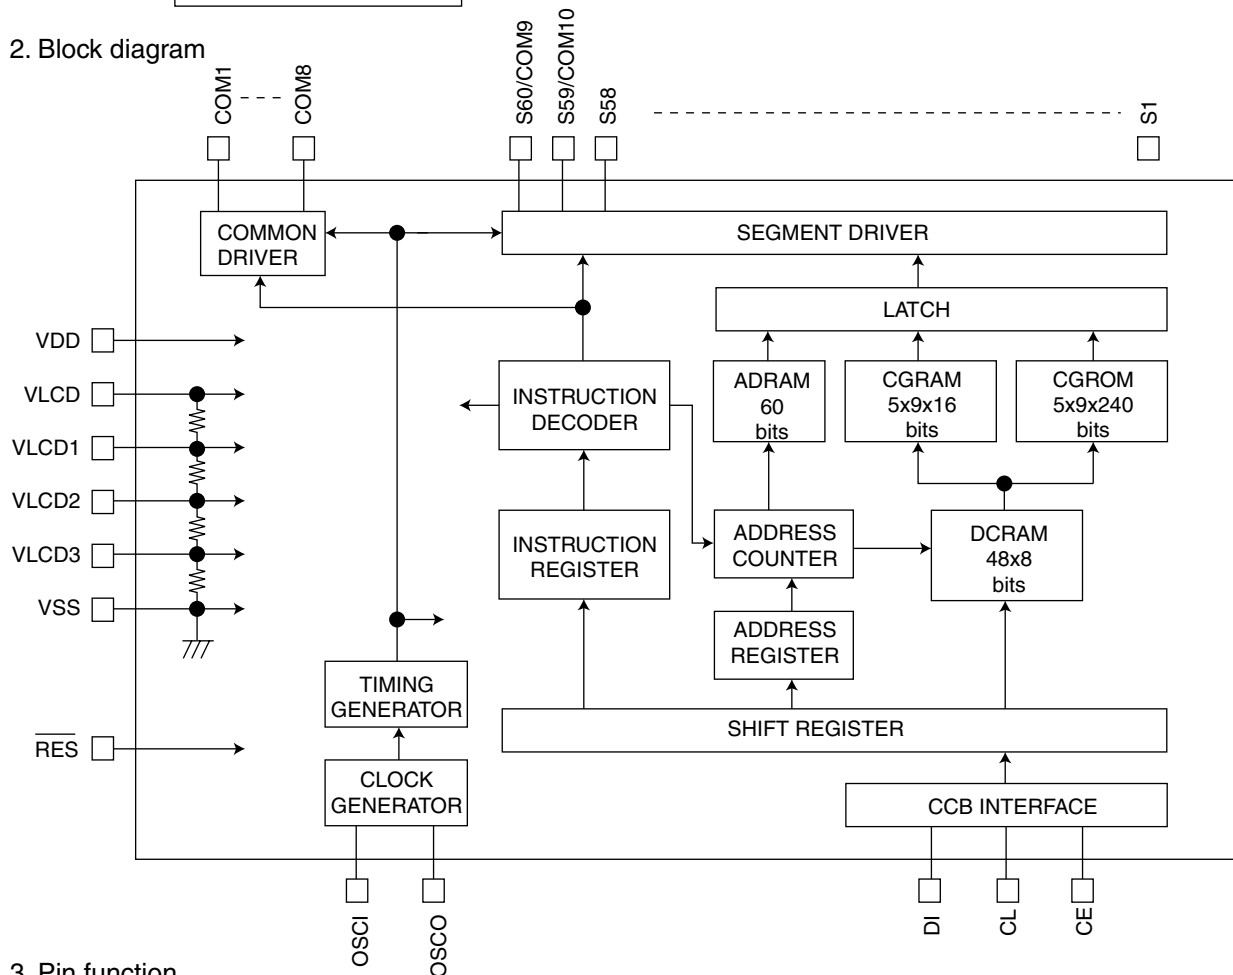 2. Block diagram
COM1
COM8
S60/COM9
S59/COM10
S58
S1
COMMON
DRIVER
SEGMENT DRIVER
LATCH
VDD
VLCD
VLCD1
VLCD2
VLCD3
VSS
RES
INSTRUCTION
DECODER
ADRAM
60
bits
CGRAM
5x9x16
bits
CGROM
5x9x240
bits
INSTRUCTION
REGISTER
ADDRESS
COUNTER
DCRAM
48x8
bits
ADDRESS
REGISTER
TIMING
GENERATOR
SHIFT REGISTER
CLOCK
GENERATOR
CCB INTERFACE
OSCI
OSCO
DI
CL
CE
3. Pin function